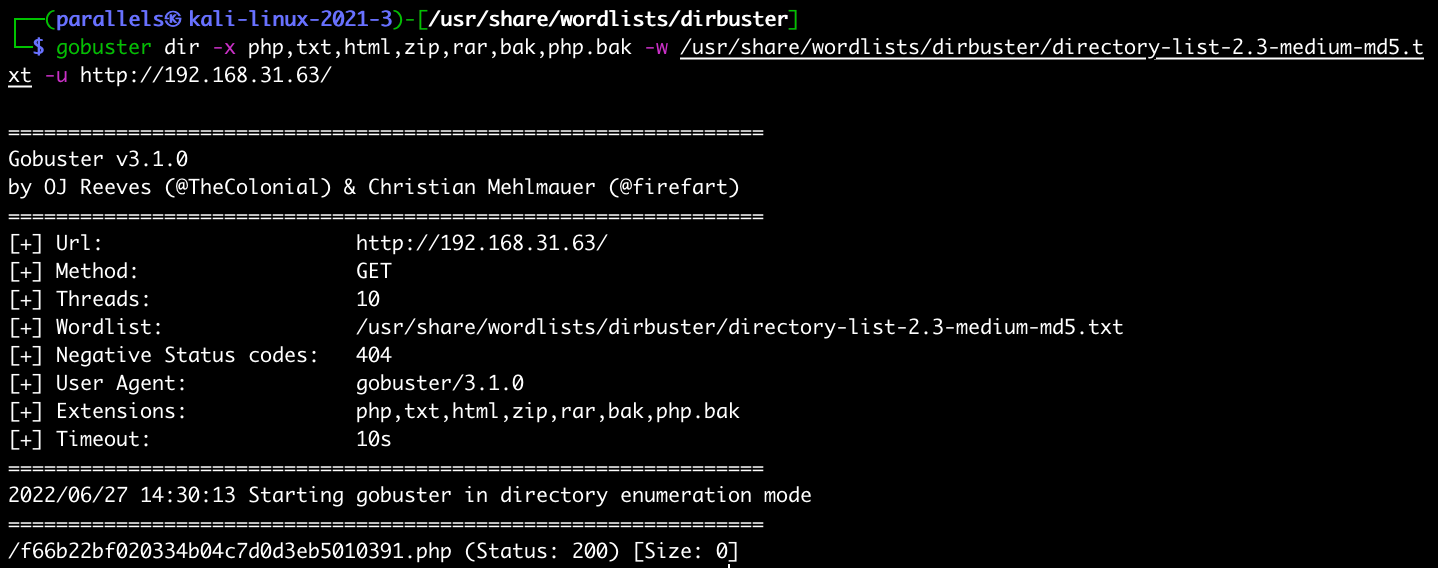 ┌──(parallels㉿kali-linux-2021-3)-[/usr/share/wordlists/dirbuster]
└─$ gobuster dir -x php,txt,html,zip,rar,bak,php.bak -w /usr/share/wordlists/dirbuster/directory-list-2.3-medium-md5.t
xt -u http://192.168.31.63/
===============================================================
Gobuster v3.1.0
by OJ Reeves (@TheColonial) & Christian Mehlmauer (@firefart)
===============================================================
[+] Url:                     http://192.168.31.63/
[+] Method:                  GET
[+] Threads:                 10
[+] Wordlist:                /usr/share/wordlists/dirbuster/directory-list-2.3-medium-md5.txt
[+] Negative Status codes:   404
[+] User Agent:              gobuster/3.1.0
[+] Extensions:              php,txt,html,zip,rar,bak,php.bak
[+] Timeout:                 10s
===============================================================
2022/06/27 14:30:13 Starting gobuster in directory enumeration mode
===============================================================
/f66b22bf020334b04c7d0d3eb5010391.php (Status: 200) [Size: 0]